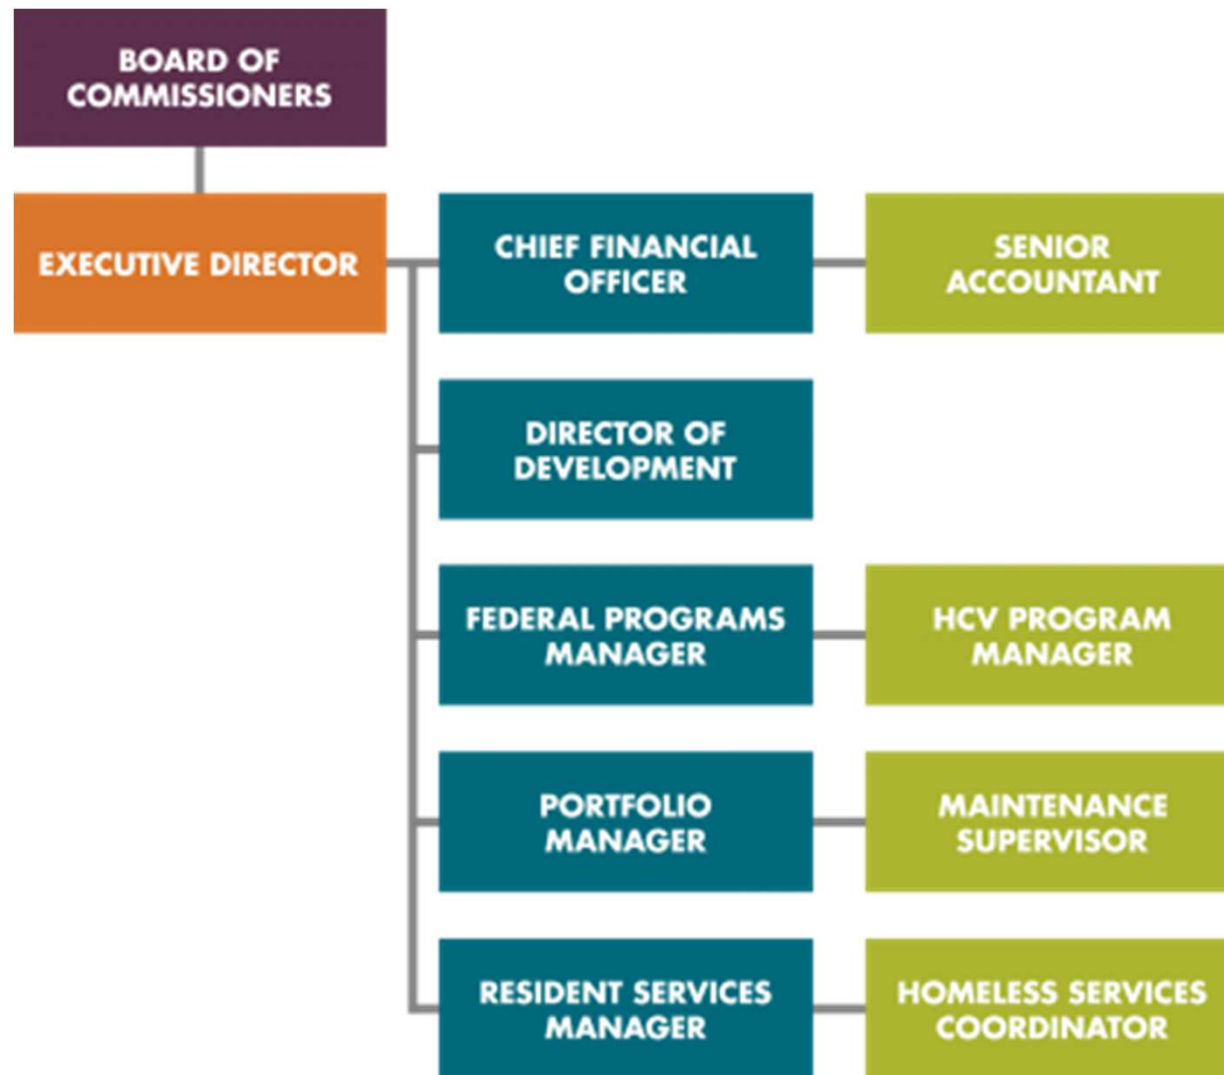 BOARD OF
COMMISSIONERS
EXECUTIVE DIRECTOR
CHIEF FINANCIAL
OFFICER
SENIOR
ACCOUNTANT
DIRECTOR OF
DEVELOPMENT
FEDERAL PROGRAMS
MANAGER
HCV PROGRAM
MANAGER
PORTFOLIO
MANAGER
MAINTENANCE
SUPERVISOR
RESIDENT SERVICES
MANAGER
HOMELESS SERVICES
COORDINATOR